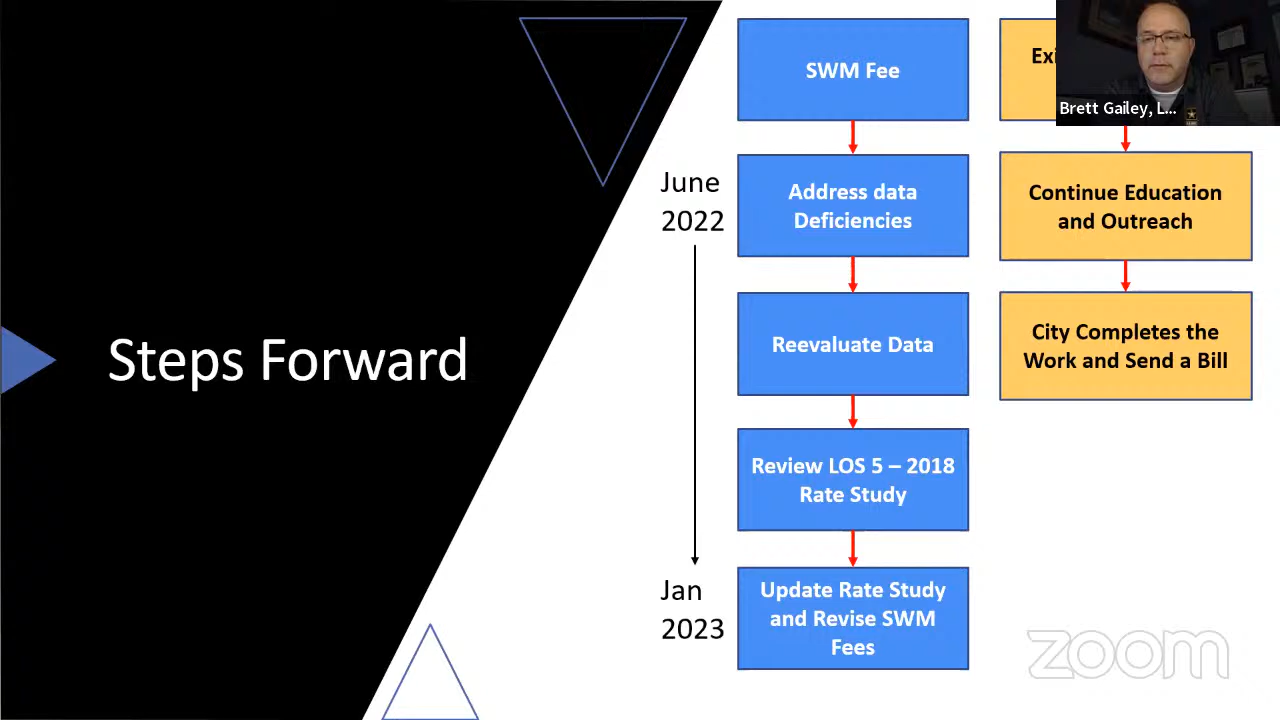 Steps Forward
June
2022
Jan
2023
SWM Fee
Address data
Deficiencies
Reevaluate Data
Review LOS 5 – 2018
Rate Study
Update Rate Study
and Revise SWM
Fees
Continue Education
and Outreach
City Completes the
Work and Send a Bill
Brett Gailey, L...
zoom